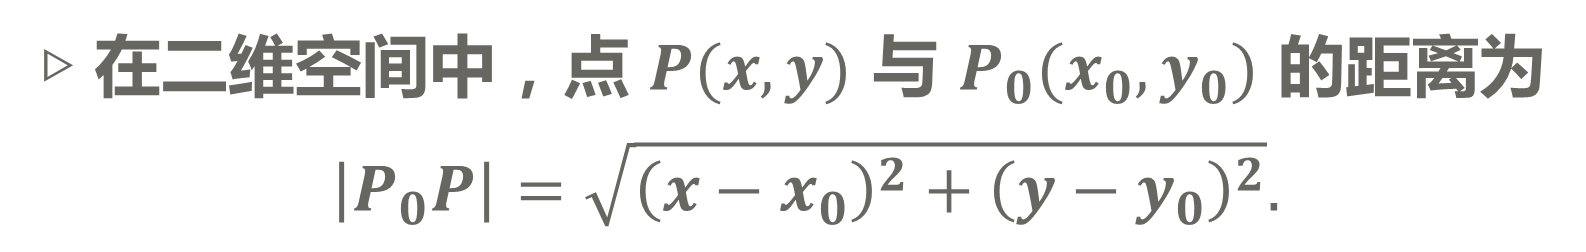 ▷ 在二维空间中，点 P(x, y) 与 P₀(x₀, y₀) 的距离为
|P₀P| = √((x − x₀)² + (y − y₀)²).